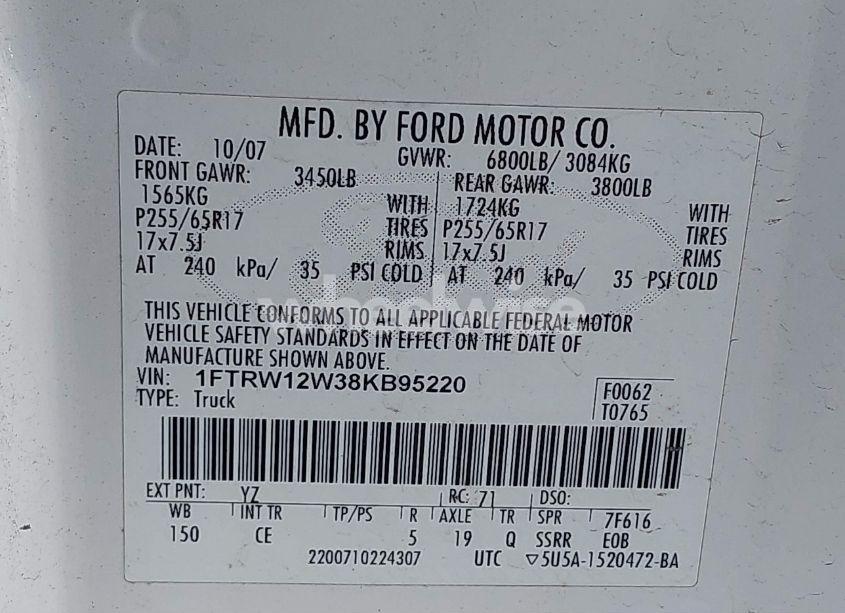 MFD. BY FORD MOTOR CO.
DATE: 10/07 GVWR: 6800LB/ 3084KG
FRONT GAWR: 3450LB REAR GAWR: 3800LB
1565KG WITH 1724KG WITH
P255/65R17 TIRES P255/65R17 TIRES
17x7.5J RIMS 17x7.5J RIMS
AT 240 kPa/ 35 PSI COLD AT 240 kPa/ 35 PSI COLD
THIS VEHICLE CONFORMS TO ALL APPLICABLE FEDERAL MOTOR
VEHICLE SAFETY STANDARDS IN EFFECT ON THE DATE OF
MANUFACTURE SHOWN ABOVE.
VIN: 1FTRW12W38KB95220 F0062
TYPE: Truck T0765
EXT PNT: YZ RC: 71 DSO:
WB INT TR TP/PS R AXLE TR SPR 7F616
150 CE 5 19 Q SSRR EOB
2200710224307 UTC ▽5U5A-1520472-BA